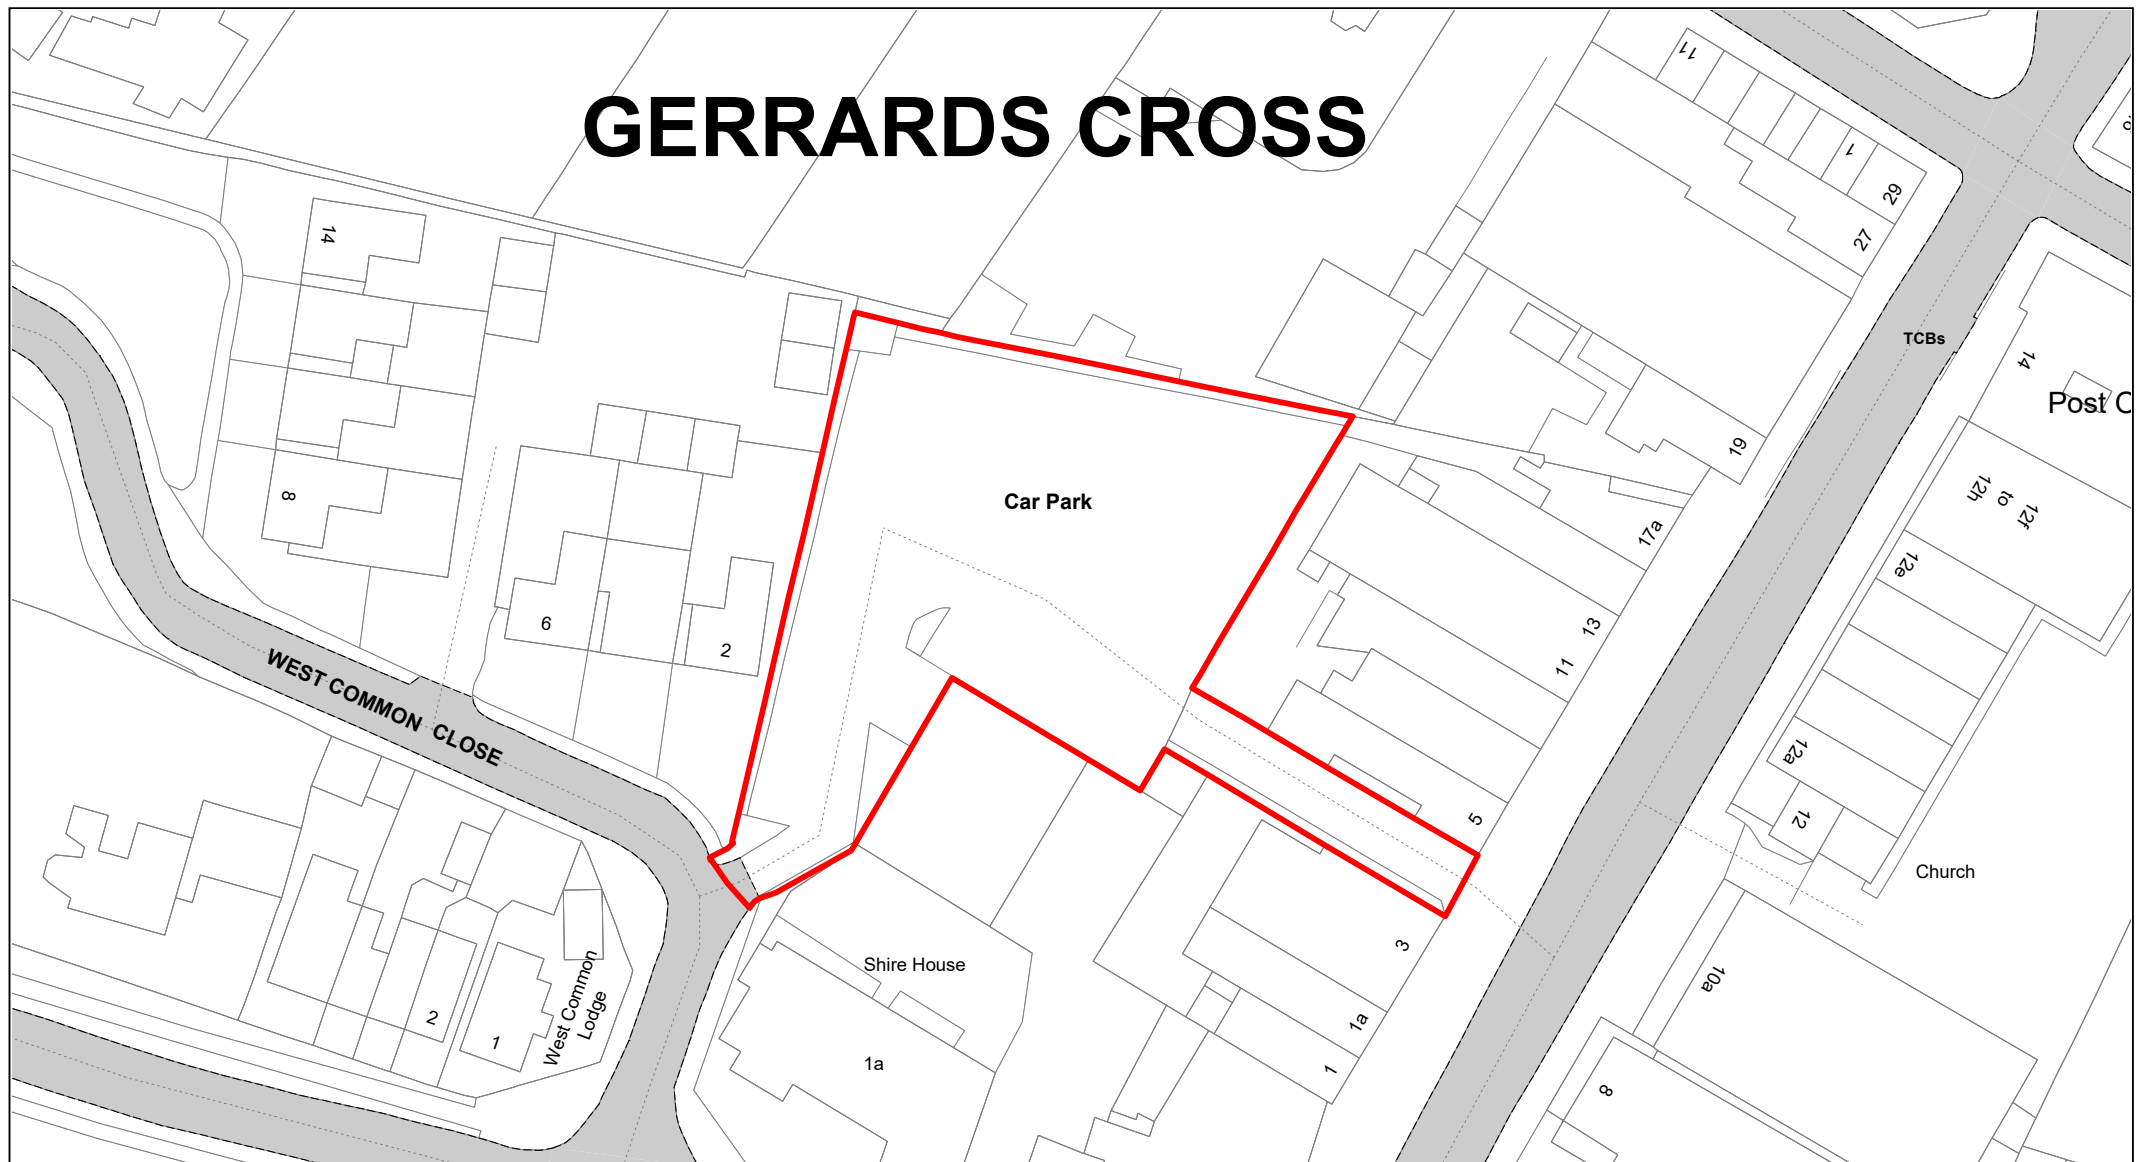 GERRARDS CROSS
11
1
29
27
14
TCBs
14
Post O
19
Car Park
8
12h
to
12f
17a
12e
6
2
13
11
WEST COMMON CLOSE
12a
5
12
Church
Shire House
3
10a
West Common
Lodge
2
1
1a
1a
1
8